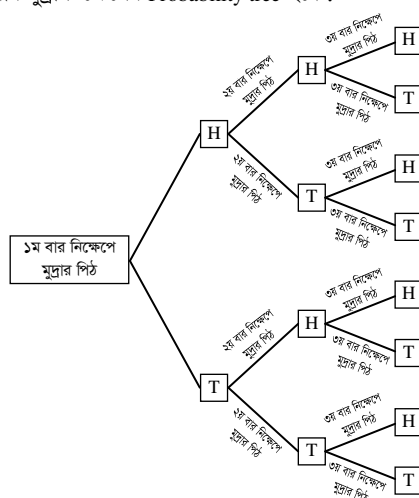 Probability tree
৩য় বার নিক্ষেপে
মুদ্রার পিঠ
H
২য় বার নিক্ষেপে
মুদ্রার পিঠ
H
৩য় বার নিক্ষেপে
মুদ্রার পিঠ
T
H
২য় বার নিক্ষেপে
মুদ্রার পিঠ
৩য় বার নিক্ষেপে
মুদ্রার পিঠ
H
T
৩য় বার নিক্ষেপে
মুদ্রার পিঠ
T
১ম বার নিক্ষেপে
মুদ্রার পিঠ
৩য় বার নিক্ষেপে
মুদ্রার পিঠ
H
২য় বার নিক্ষেপে
মুদ্রার পিঠ
H
৩য় বার নিক্ষেপে
মুদ্রার পিঠ
T
T
২য় বার নিক্ষেপে
মুদ্রার পিঠ
৩য় বার নিক্ষেপে
মুদ্রার পিঠ
H
T
৩য় বার নিক্ষেপে
মুদ্রার পিঠ
T